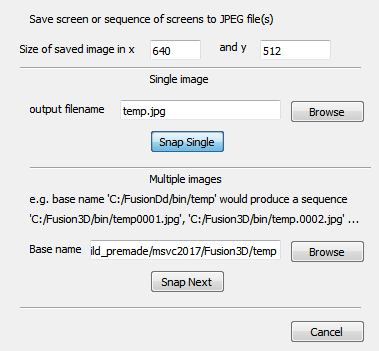 Save screen or sequence of screens to JPEG file(s)
Size of saved image in x 640 and y 512
Single image
output filename temp.jpg Browse
Snap Single
Multiple images
e.g. base name 'C:/FusionDd/bin/temp' would produce a sequence
'C:/Fusion3D/bin/temp0001.jpg', 'C:/Fusion3D/bin/temp.0002.jpg' ...
Base name ild_premade/msvc2017/Fusion3D/temp Browse
Snap Next
Cancel